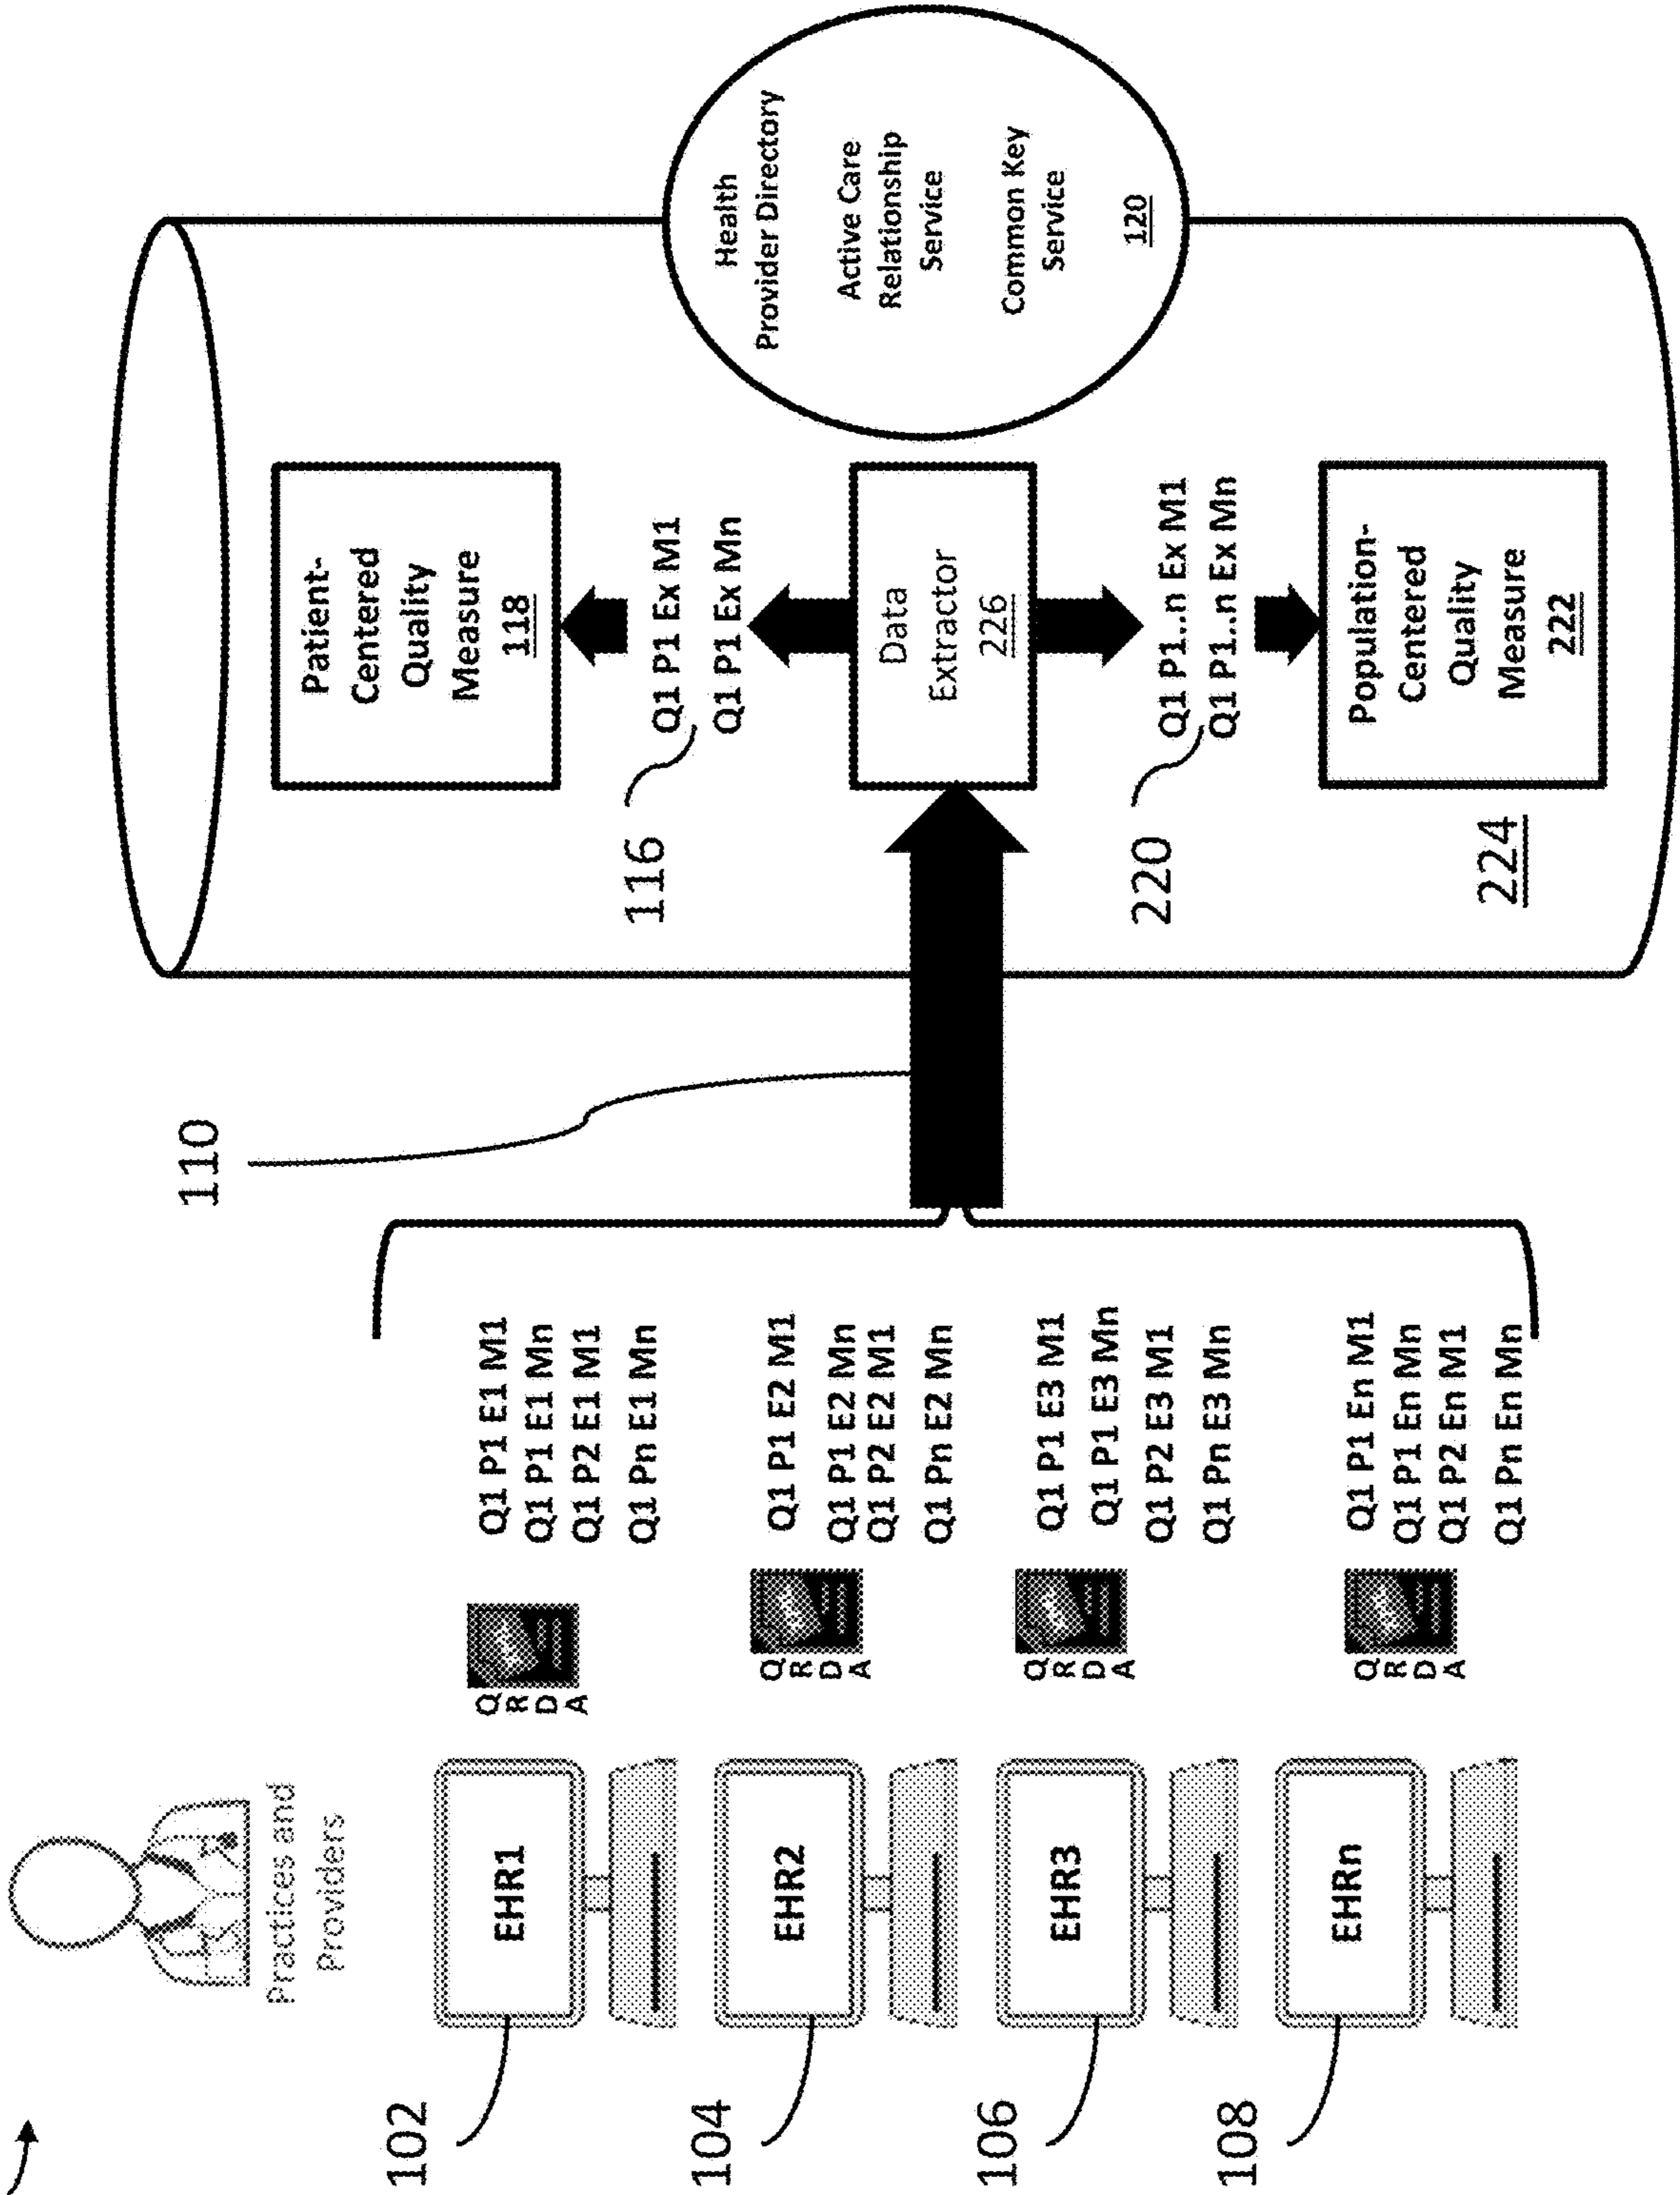 Practices and
Providers
102
EHR1
Q
R
D
A
Q1 P1 E1 M1
Q1 P1 E1 Mn
Q1 P2 E1 M1
Q1 Pn E1 Mn
104
EHR2
Q
R
D
A
Q1 P1 E2 M1
Q1 P1 E2 Mn
Q1 P2 E2 M1
Q1 Pn E2 Mn
106
EHR3
Q
R
D
A
Q1 P1 E3 M1
Q1 P1 E3 Mn
Q1 P2 E3 M1
Q1 Pn E3 Mn
108
EHRn
Q
R
D
A
Q1 P1 En M1
Q1 P1 En Mn
Q1 P2 En M1
Q1 Pn En Mn
110
Patient-
Centered
Quality
Measure
118
116
Q1 P1 Ex M1
Q1 P1 Ex Mn
Data
Extractor
226
220
Q1 P1..n Ex M1
Q1 P1..n Ex Mn
Population-
Centered
Quality
Measure
222
224
Health
Provider Directory
Active Care
Relationship
Service
Common Key
Service
120